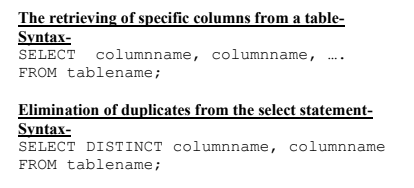 The retrieving of specific columns from a table-
Syntax-
SELECT columnname, columnname, ….
FROM tablename;
Elimination of duplicates from the select statement-
Syntax-
SELECT DISTINCT columnname, columnname
FROM tablename;